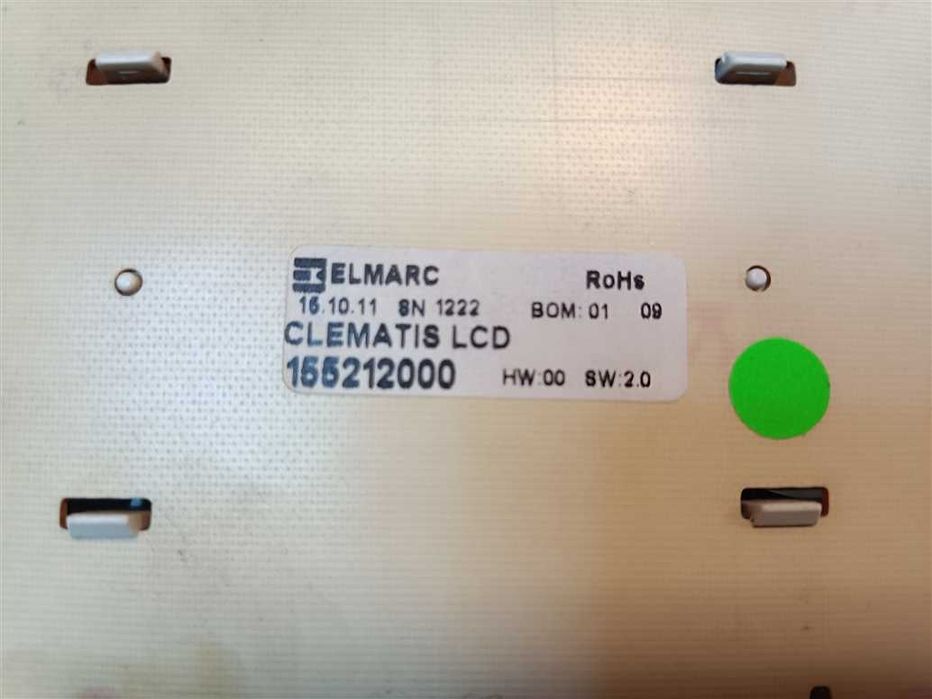 ELMARC RoHs
16.10.11 SN 1222 BOM: 01 09
CLEMATIS LCD
155212000 HW:00 SW:2.0